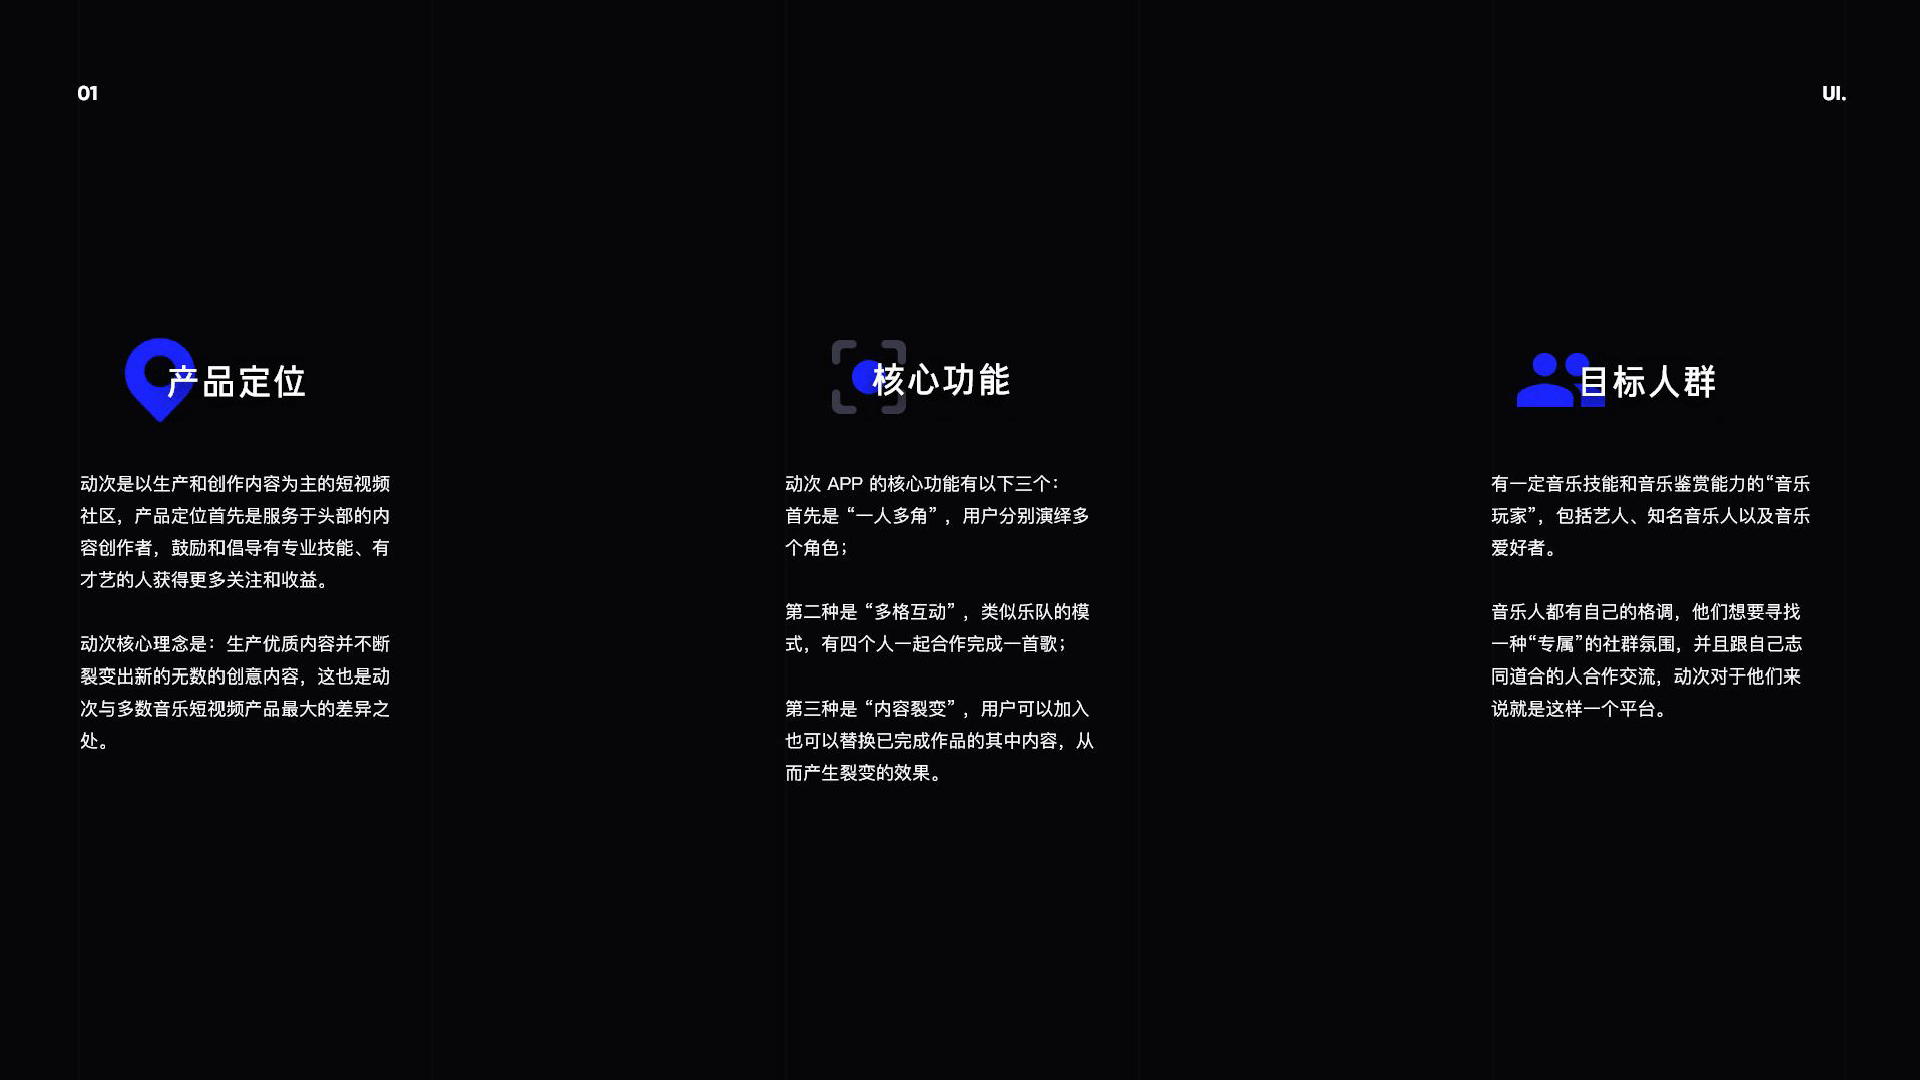 01
UI.
产品定位
动次是以生产和创作内容为主的短视频
社区，产品定位首先是服务于头部的内
容创作者，鼓励和倡导有专业技能、有
才艺的人获得更多关注和收益。
动次核心理念是：生产优质内容并不断
裂变出新的无数的创意内容，这也是动
次与多数音乐短视频产品最大的差异之
处。
核心功能
动次 APP 的核心功能有以下三个：
首先是“一人多角”，用户分别演绎多
个角色；
第二种是“多格互动”，类似乐队的模
式，有四个人一起合作完成一首歌；
第三种是“内容裂变”，用户可以加入
也可以替换已完成作品的其中内容，从
而产生裂变的效果。
目标人群
有一定音乐技能和音乐鉴赏能力的“音乐
玩家”，包括艺人、知名音乐人以及音乐
爱好者。
音乐人都有自己的格调，他们想要寻找
一种“专属”的社群氛围，并且跟自己志
同道合的人合作交流，动次对于他们来
说就是这样一个平台。